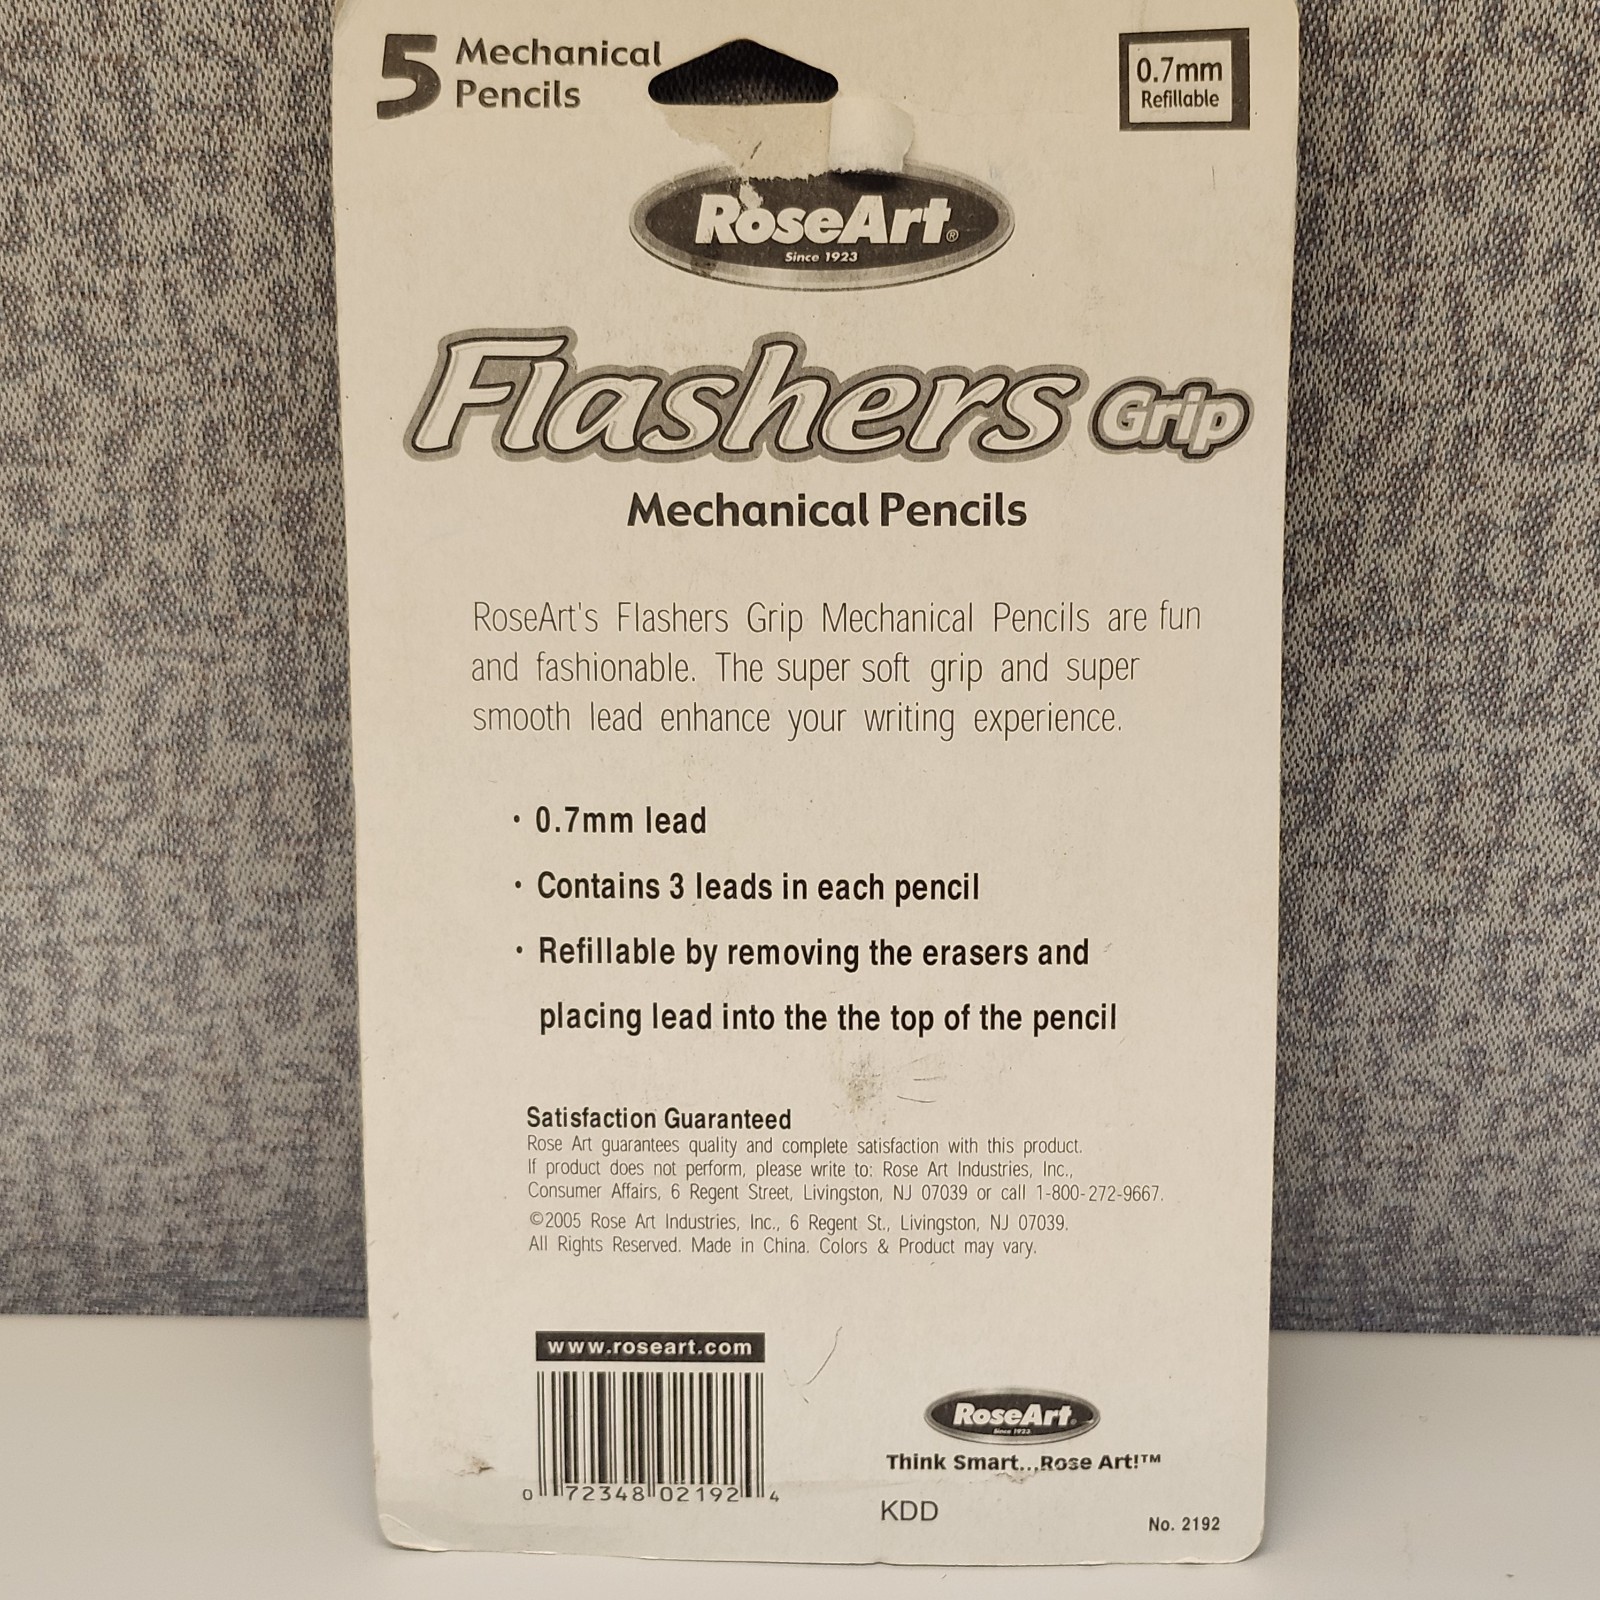 5 Mechanical
Pencils
0.7mm
Refillable
RoseArt®
Since 1923
Flashers Grip
Mechanical Pencils
RoseArt's Flashers Grip Mechanical Pencils are fun
and fashionable. The super soft grip and super
smooth lead enhance your writing experience.
· 0.7mm lead
· Contains 3 leads in each pencil
· Refillable by removing the erasers and
placing lead into the the top of the pencil
Satisfaction Guaranteed
Rose Art guarantees quality and complete satisfaction with this product.
If product does not perform, please write to: Rose Art Industries, Inc.,
Consumer Affairs, 6 Regent Street, Livingston, NJ 07039 or call 1-800-272-9667.
©2005 Rose Art Industries, Inc., 6 Regent St., Livingston, NJ 07039.
All Rights Reserved. Made in China. Colors & Product may vary.
www.roseart.com
0 72348 02192 4
RoseArt®
Since 1923
Think Smart...Rose Art!™
KDD
No. 2192